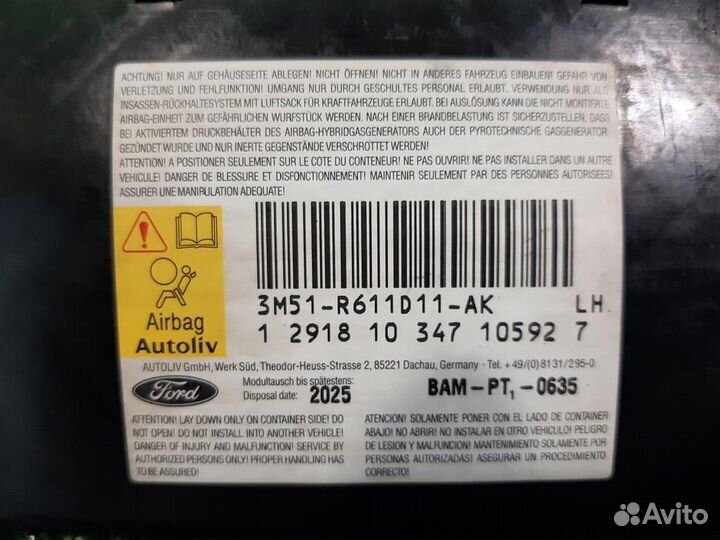 ACHTUNG! NUR AUF GEHÄUSESEITE ABLEGEN! NICHT ÖFFNEN! NICHT IN ANDERES FAHRZEUG EINBAUEN! GEFAHR VON
VERLETZUNG UND FEHLFUNKTION! UMGANG NUR DURCH GESCHULTES PERSONAL ERLAUBT. VERWENDUNG NUR ALS
INSASSEN-RÜCKHALTESYSTEM MIT LUFTSACK FÜR KRAFTFAHRZEUGE ERLAUBT. BEI AUSLÖSUNG KANN DIE NICHT MONTIERTE
AIRBAG-EINHEIT ZUM GEFÄHRLICHEN WURFSTÜCK WERDEN. NACH EINER BRANDBELASTUNG IST SICHERZUSTELLEN, DASS
BEI AKTIVIERTEM DRUCKBEHÄLTER DES AIRBAG-HYBRIDGASGENERATORS AUCH DER PYROTECHNISCHE GASGENERATOR
GEZÜNDET WURDE UND NUR INERTE GEGENSTÄNDE VERSCHROTTET WERDEN!
ATTENTION! A POSITIONER SEULEMENT SUR LE COTE DU CONTENEUR! NE PAS OUVRIR! NE PAS INSTALLER DANS UN AUTRE
VEHICULE! DANGER DE BLESSURE ET DISFONCTIONNEMENT! MAINTENIR SEULEMENT PAR DES PERSONNES AUTORISEES!
ASSURER UNE MANIPULATION ADEQUATE!
3M51-R611D11-AK LH
1 2918 10 347 10592 7
Airbag
Autoliv
AUTOLIV GmbH, Werk Süd, Theodor-Heuss-Strasse 2, 85221 Dachau, Germany · Tel. +49/(0)8131/295-0
Ford
Modultausch bis spätestens:
Disposal date: 2025
BAM-PT1-0635
ATTENTION! LAY DOWN ONLY ON CONTAINER SIDE! DO
NOT OPEN! DO NOT INSTALL INTO ANOTHER VEHICLE!
DANGER OF INJURY AND MALFUNCTION! SERVICE BY
AUTHORIZED PERSONS ONLY! PROPER HANDLING HAS
TO BE ASSURED!
ATENCION! SOLAMENTE PONER CON EL LADO DE CONTAINER
ABAJO! NO ABRIR! NO INSTALAR EN OTRO VEHICULO! PELIGRO
DE LESION Y MALFUNCION! MANTENIMIENTO SOLAMENTE POR
PERSONAS AUTORIZADAS! ASEGURAR UN PROCEDIMIENTO
CORRECTO!
Avito